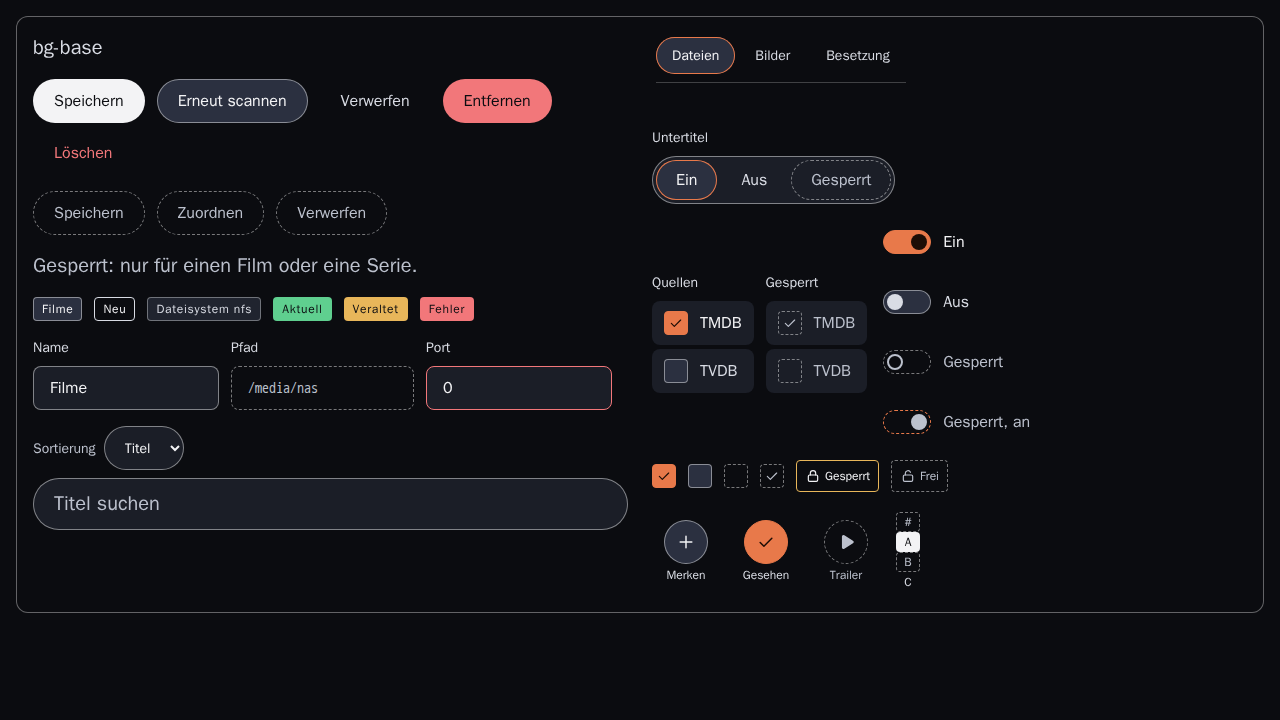 bg-base
Speichern
Erneut scannen
Verwerfen
Entfernen
Löschen
Speichern
Zuordnen
Verwerfen
Gesperrt: nur für einen Film oder eine Serie.
Filme
Neu
Dateisystem nfs
Aktuell
Veraltet
Fehler
Name
Pfad
Port
Filme
/media/nas
0
Sortierung
Titel
Titel suchen
Dateien
Bilder
Besetzung
Untertitel
Ein
Aus
Gesperrt
Quellen
Gesperrt
TMDB
TMDB
TVDB
TVDB
Ein
Aus
Gesperrt
Gesperrt, an
Gesperrt
Frei
Merken
Gesehen
Trailer
#
A
B
C